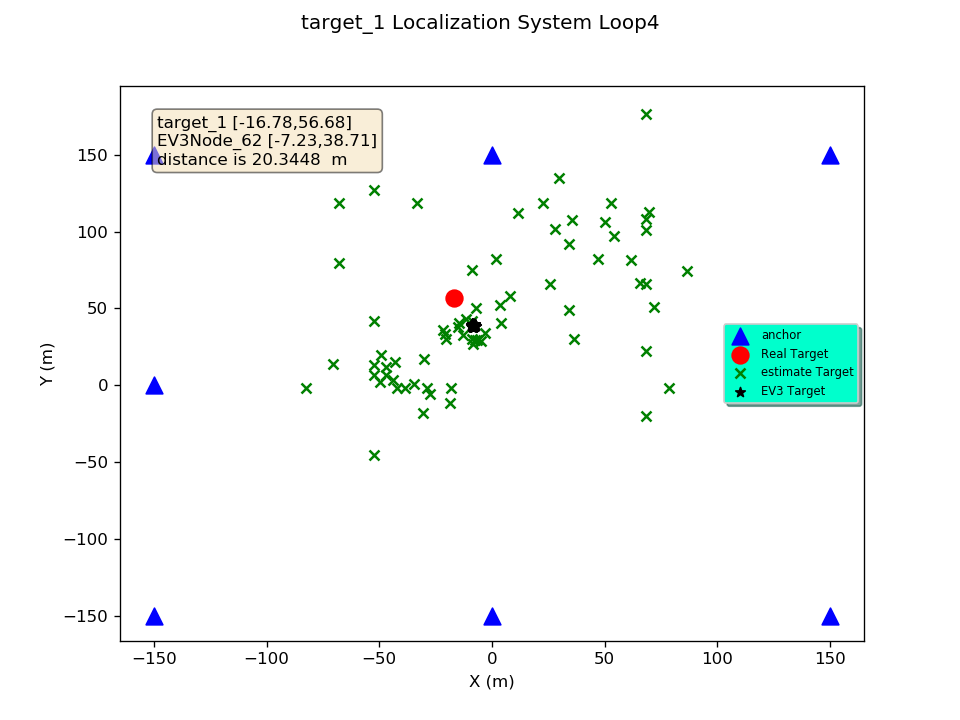 target_1 Localization System Loop4
target_1 [-16.78,56.68]
EV3Node_62 [-7.23,38.71]
distance is 20.3448  m
150
100
50
0
−50
−100
−150
Y (m)
anchor
Real Target
estimate Target
EV3 Target
−150
−100
−50
0
50
100
150
X (m)